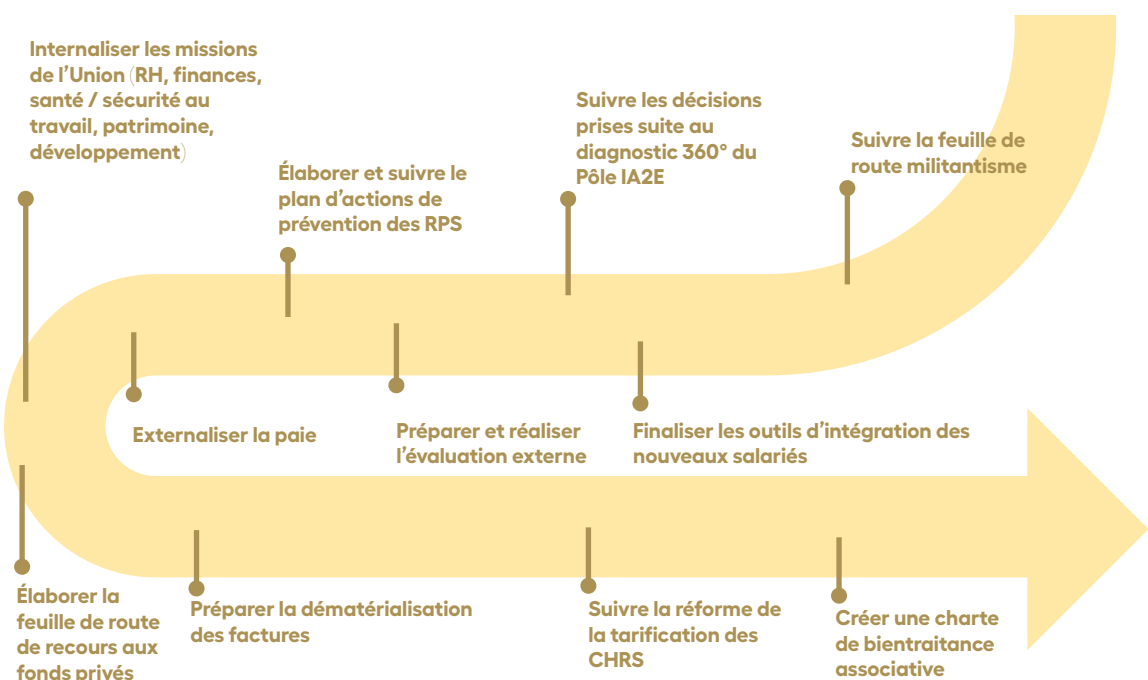 Internaliser les missions
de l’Union (RH, finances,
santé / sécurité au
travail, patrimoine,
développement)
Élaborer et suivre le
plan d’actions de
prévention des RPS
Suivre les décisions
prises suite au
diagnostic 360° du
Pôle IA2E
Suivre la feuille de
route militantisme
Externaliser la paie
Préparer et réaliser
l’évaluation externe
Finaliser les outils d’intégration des
nouveaux salariés
Élaborer la
feuille de route
de recours aux
fonds privés
Préparer la dématérialisation
des factures
Suivre la réforme de
la tarification des
CHRS
Créer une charte
de bientraitance
associative